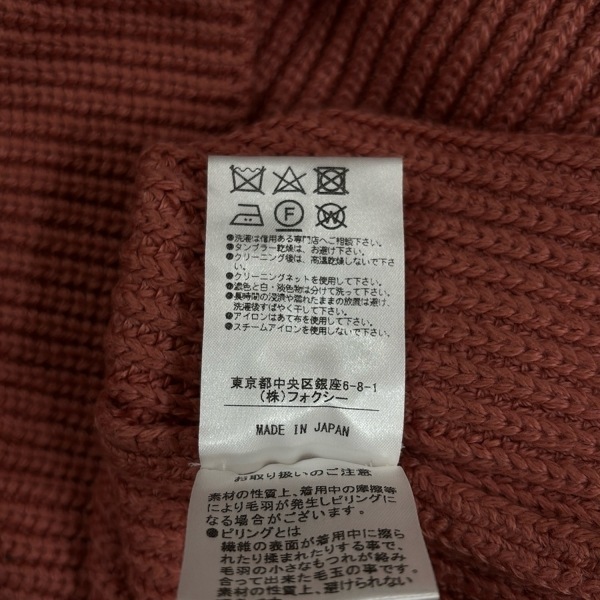 F W
●洗濯は信用ある専門店へご相談下さい。
●タンブラー乾燥は、お避け下さい。
●クリーニング後は、高温乾燥しないで下さ
い。
●クリーニングネットを使用して下さい。
●濃色と白・淡色物は分けて洗って下さい。
●長時間の浸漬や濡れたままの放置は避け、
洗濯後すばやく干して下さい。
●アイロンはあて布を使用して下さい。
●スチームアイロンを使用しないで下さい。
東京都中央区銀座6-8-1
(株)フォクシー
MADE IN JAPAN
お取り扱いのご注意
素材の性質上、着用中の摩擦等
により毛羽が発生しピリングに
なる場合がございます。
●ピリングとは
繊維の表面が着用中に擦ら
れたり揉まれたりする事で、
毛羽の小さなもつれが絡み
合って出来た毛玉の事です。
素材の性質上、避けられない